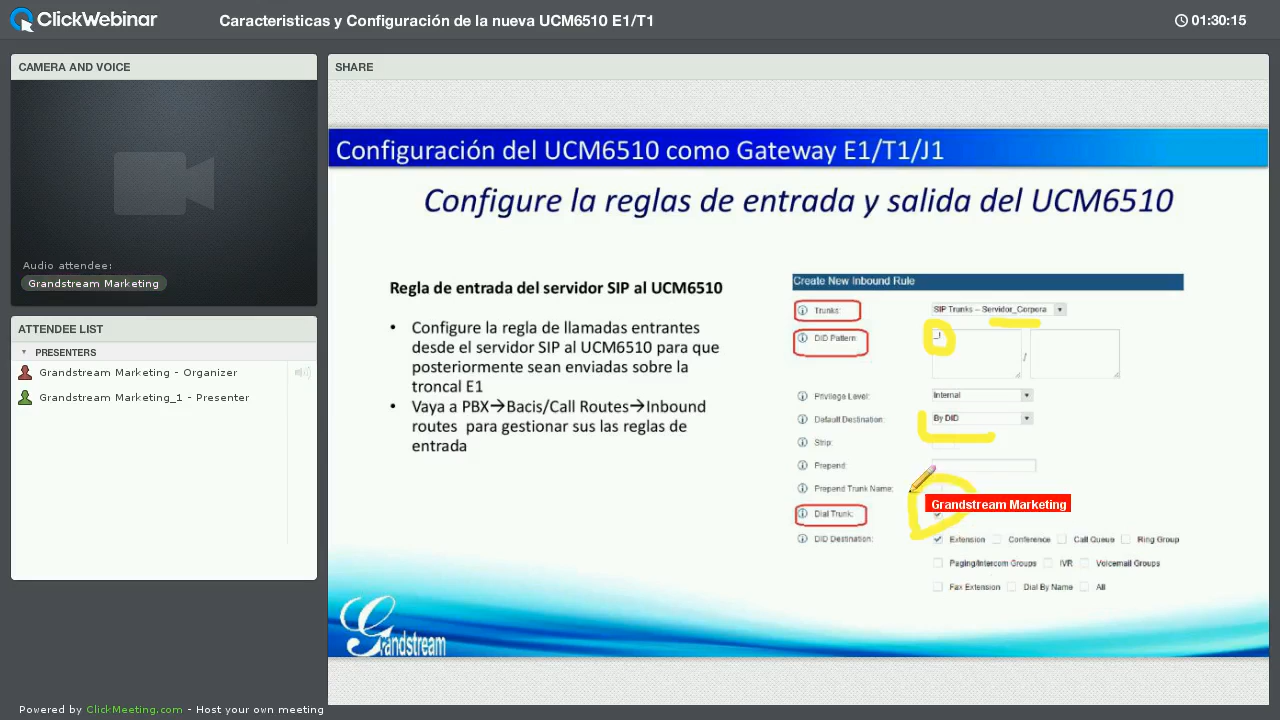 ClickWebinar
Caracteristicas y Configuración de la nueva UCM6510 E1/T1
01:30:15
CAMERA AND VOICE
Audio attendee:
Grandstream Marketing
ATTENDEE LIST
PRESENTERS
Grandstream Marketing - Organizer
Grandstream Marketing_1 - Presenter
SHARE
Configuración del UCM6510 como Gateway E1/T1/J1
Configure la reglas de entrada y salida del UCM6510
Regla de entrada del servidor SIP al UCM6510
• Configure la regla de llamadas entrantes
desde el servidor SIP al UCM6510 para que
posteriormente sean enviadas sobre la
troncal E1
• Vaya a PBX→Bacis/Call Routes→Inbound
routes para gestionar sus las reglas de
entrada
Create New Inbound Rule
Trunks: SIP Trunks -- Servidor_Corpora
DID Pattern: /
Privilege Level: Internal
Default Destination: By DID
Strip:
Prepend:
Prepend Trunk Name:
Grandstream Marketing
Dial Trunk:
DID Destination: Extension Conference Call Queue Ring Group
Paging/Intercom Groups IVR Voicemail Groups
Fax Extension Dial By Name All
Grandstream
Powered by ClickMeeting.com - Host your own meeting